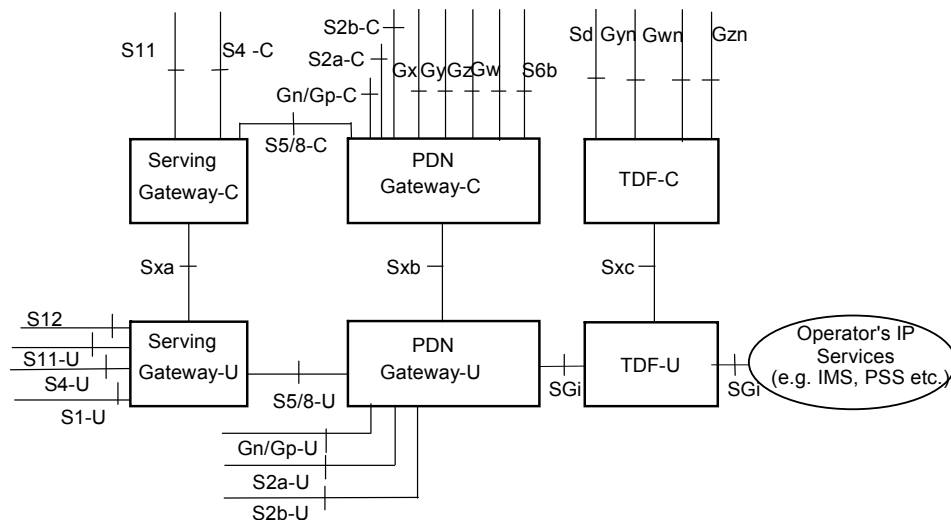 S2b-C
S11
S4 -C
S2a-C
Gx
Gy
Gz
Gw
S6b
Sd
Gyn
Gwn
Gzn
Gn/Gp-C
S5/8-C
Serving
Gateway-C
PDN
Gateway-C
TDF-C
Sxa
Sxb
Sxc
S12
S11-U
S4-U
S1-U
Serving
Gateway-U
S5/8-U
PDN
Gateway-U
SGi
TDF-U
SGi
Operator's IP
Services
(e.g. IMS, PSS etc.)
Gn/Gp-U
S2a-U
S2b-U